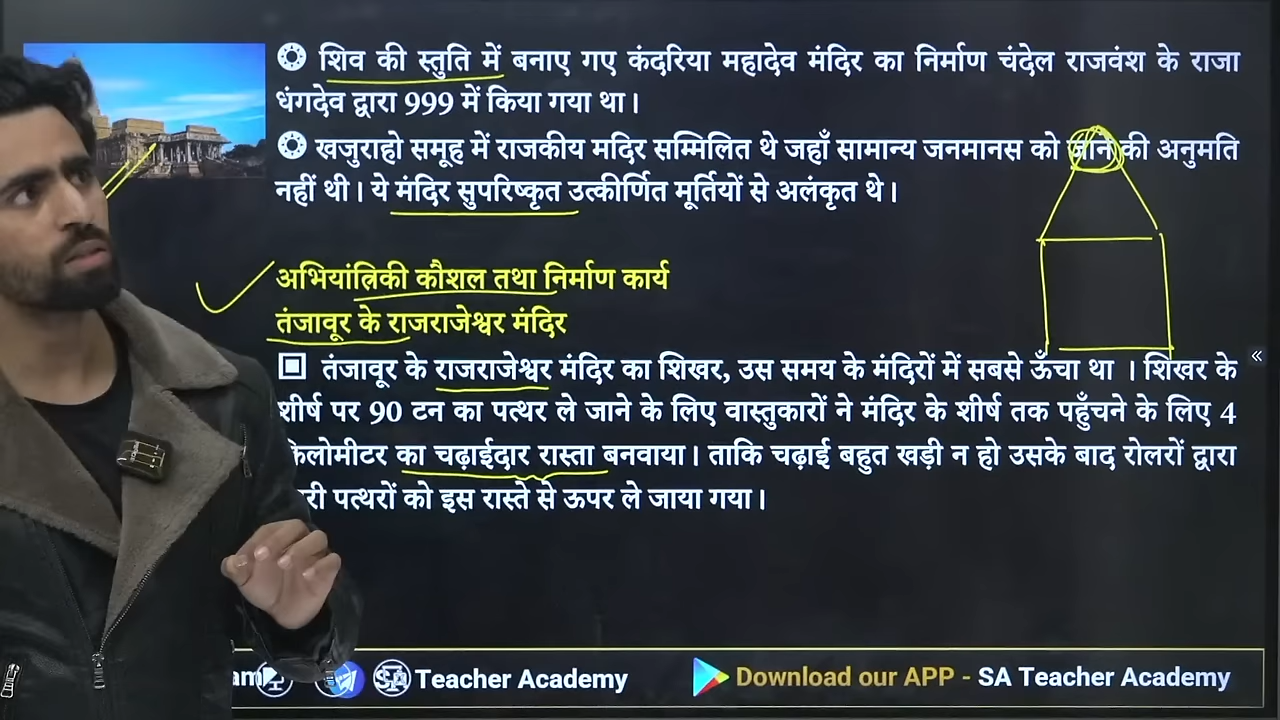 शिव की स्तुति में बनाए गए कंदरिया महादेव मंदिर का निर्माण चंदेल राजवंश के राजा
धंगदेव द्वारा 999 में किया गया था।
खजुराहो समूह में राजकीय मदिर सम्मिलित थे जहाँ सामान्य जनमानस को जाने की अनुमति
नहीं थी। ये मंदिर सुपरिष्कृत उत्कीर्णित मूर्तियों से अलंकृत थे।
अभियांत्रिकी कौशल तथा निर्माण कार्य
तंजावूर के राजराजेश्वर मंदिर
तंजावूर के राजराजेश्वर मंदिर का शिखर, उस समय के मंदिरों में सबसे ऊँचा था । शिखर के
शीर्ष पर 90 टन का पत्थर ले जाने के लिए वास्तुकारों ने मंदिर के शीर्ष तक पहुँचने के लिए 4
किलोमीटर का चढ़ाईदार रास्ता बनवाया। ताकि चढ़ाई बहुत खड़ी न हो उसके बाद रोलरों द्वारा
पत्थरों को इस रास्ते से ऊपर ले जाया गया।
SA Teacher Academy Download our APP - SA Teacher Academy